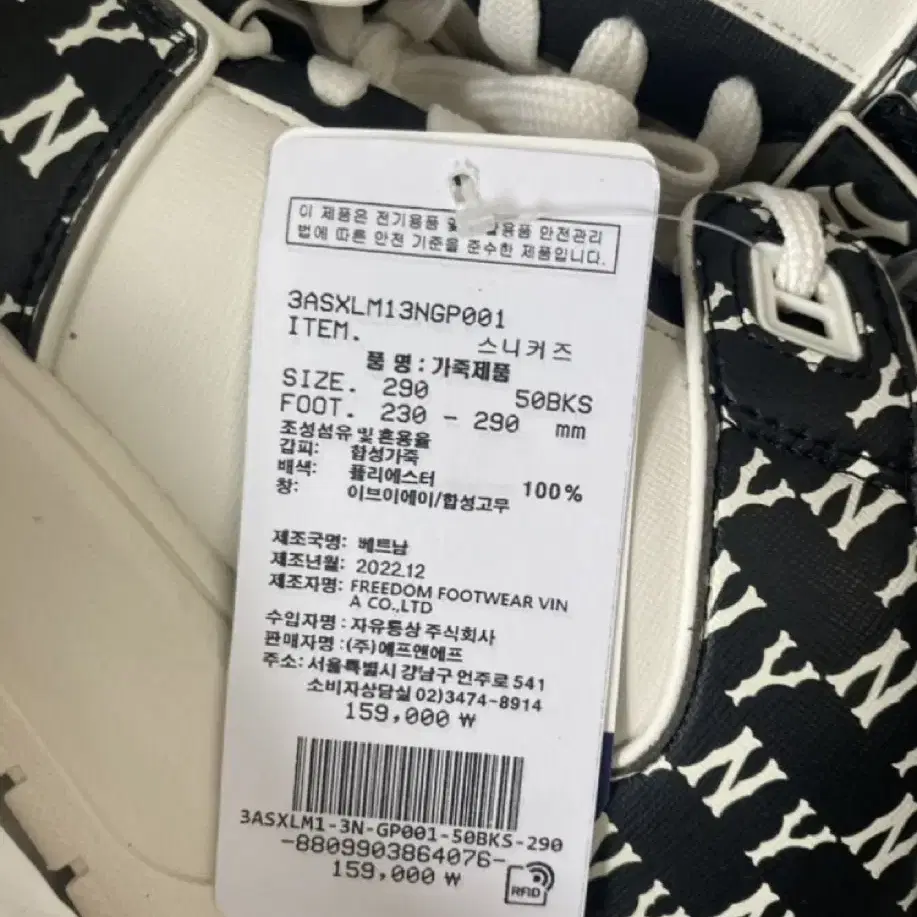 이 제품은 전기용품 및 생활용품 안전관리
법에 따른 안전 기준을 준수한 제품입니다.
3ASXLM13NGP001
ITEM. 스니커즈
품 명 : 가죽제품
SIZE. 290 50BKS
FOOT. 230 - 290 mm
조성섬유 및 혼용율
갑피: 합성가죽
배색: 폴리에스터 100%
창: 이브이에이/합성고무
제조국명: 베트남
제조년월: 2022.12
제조자명: FREEDOM FOOTWEAR VIN
A CO.,LTD
수입자명 : 자유통상 주식회사
판매자명 : (주)에프앤에프
주소: 서울특별시 강남구 언주로 541
소비자상담실 02)3474-8914
159,000 ₩
3ASXLM1-3N-GP001-50BKS-290
-8809903864076-
159,000 ₩
RFID